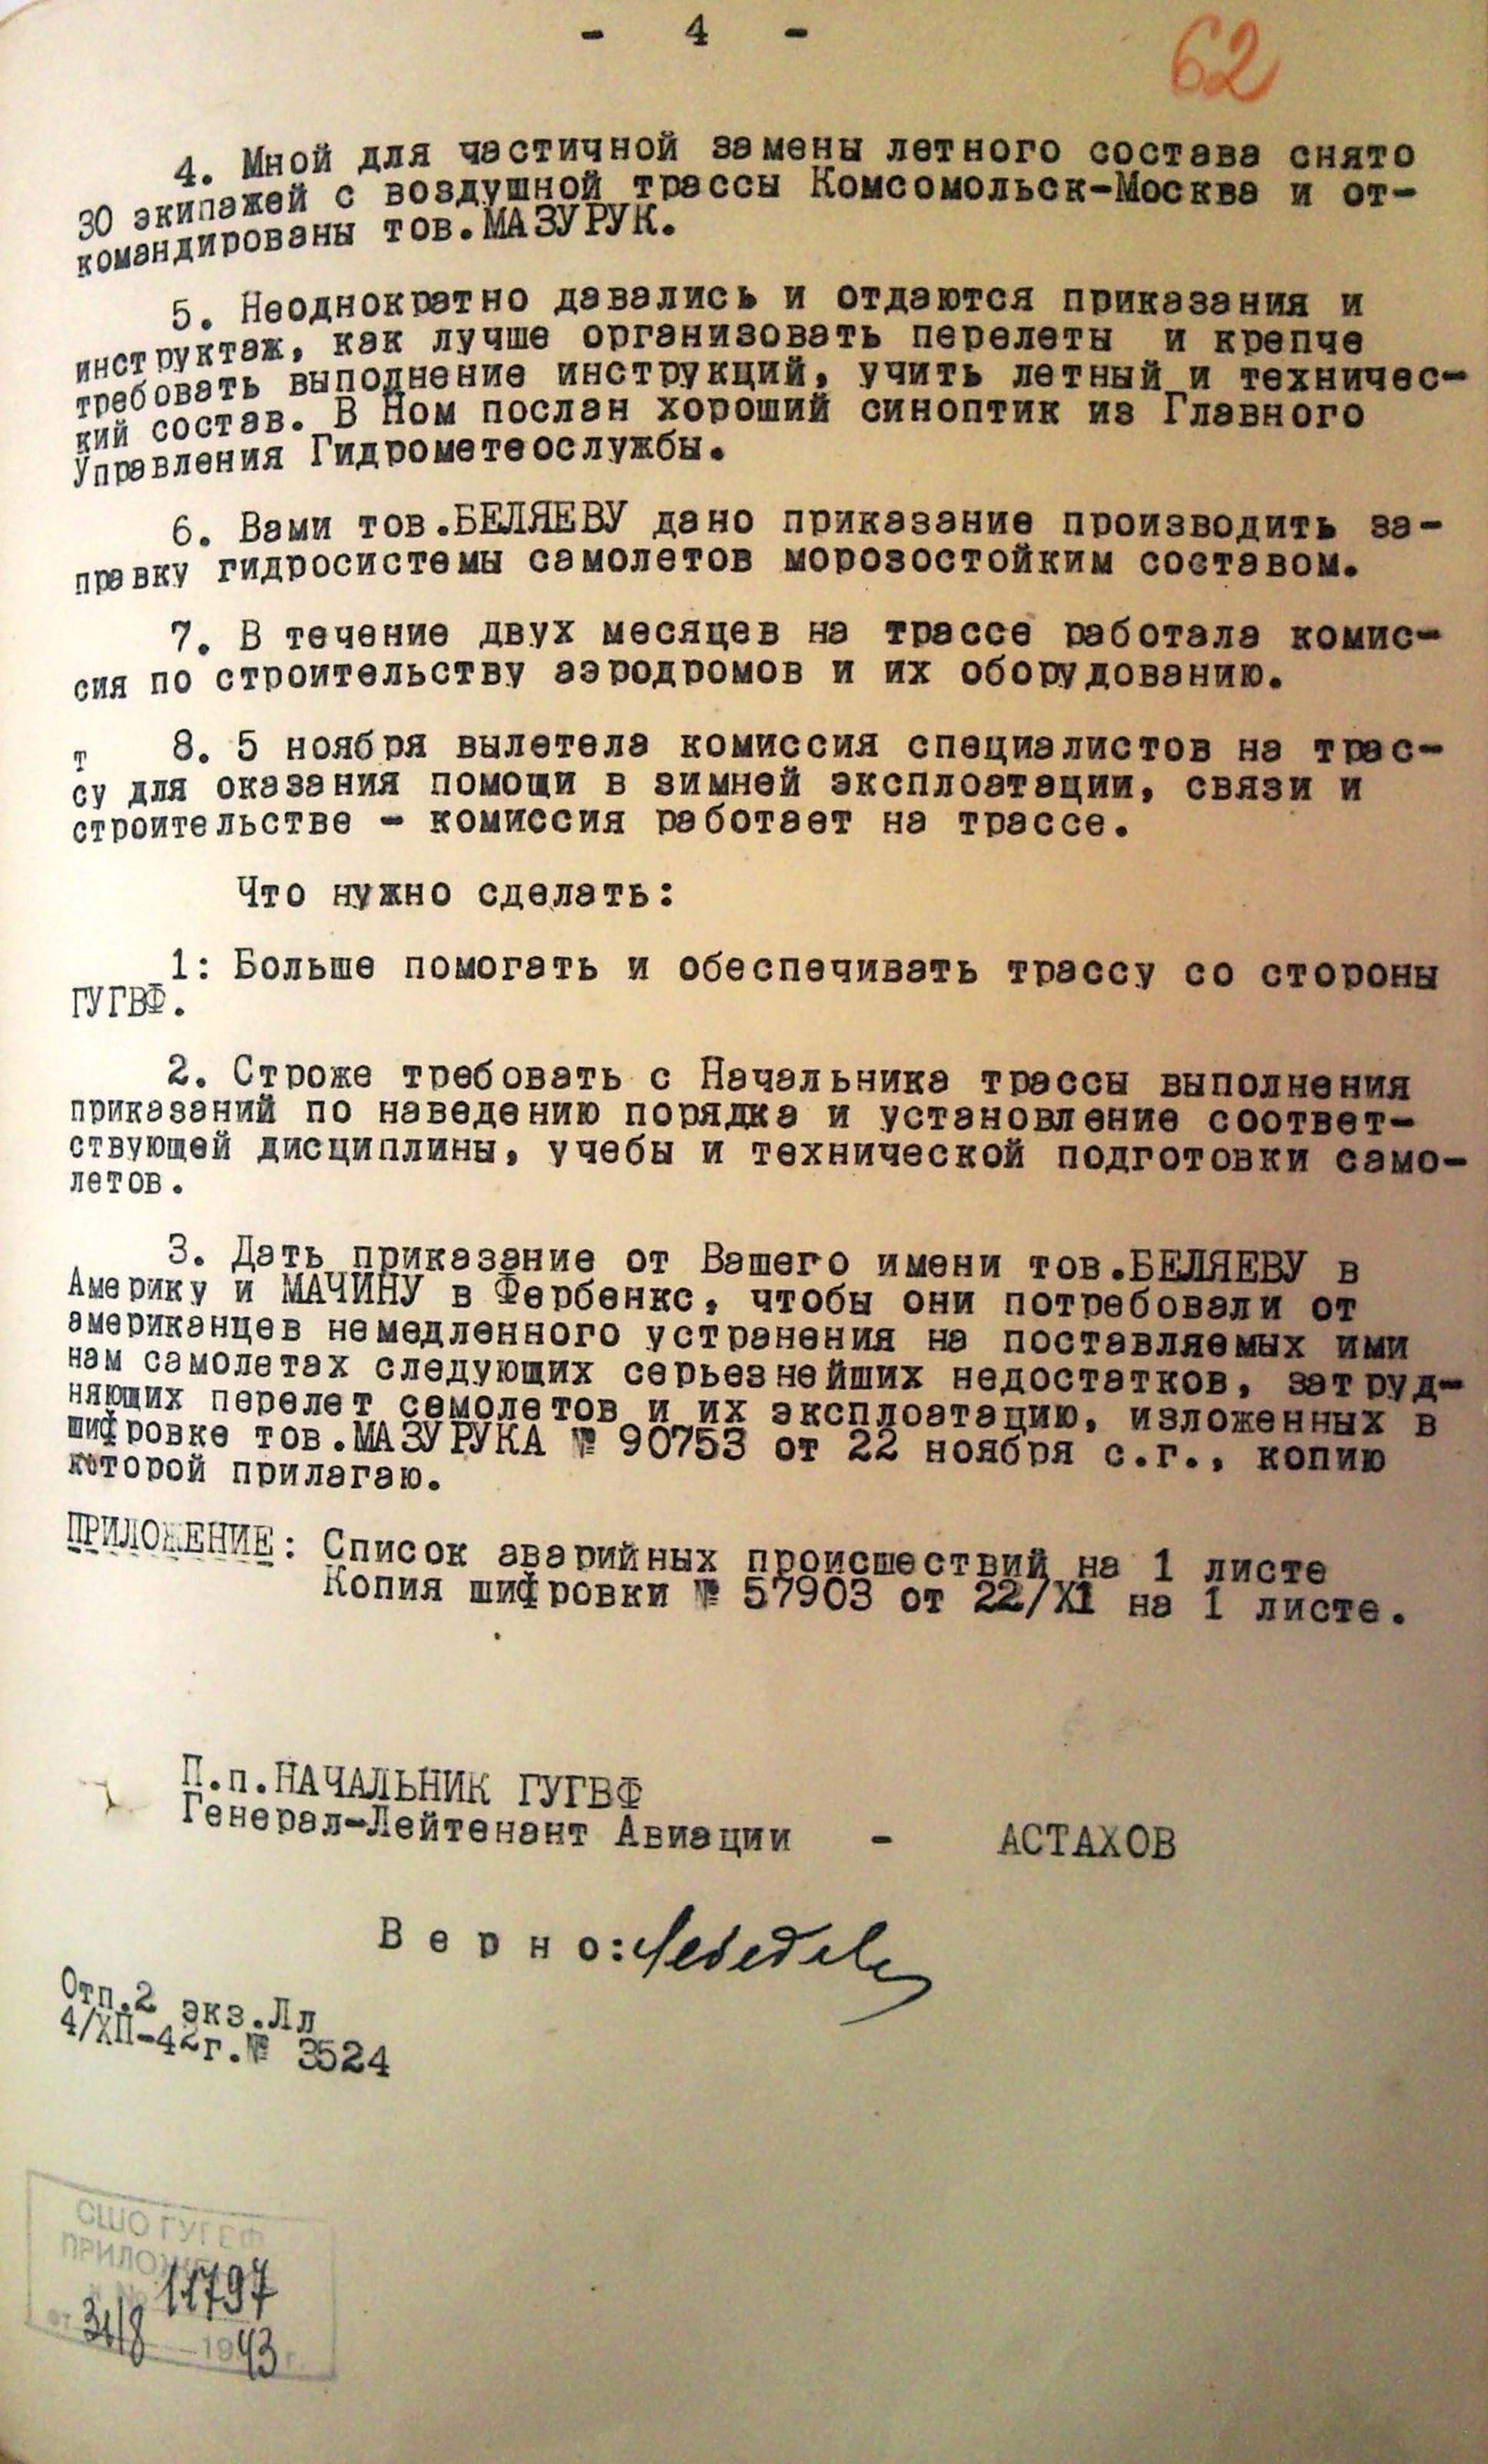 - 4 -
62
4. Мной для частичной замены летного состава снято
30 экипажей с воздушной трассы Комсомольск-Москва и от-
командированы тов.МАЗУРУК.
5. Неоднократно давались и отдаются приказания и
инструктаж, как лучше организовать перелеты и крепче
требовать выполнение инструкций, учить летный и техничес-
кий состав. В Ном послан хороший синоптик из Главного
Управления Гидрометеослужбы.
6. Вами тов.БЕЛЯЕВУ дано приказание производить за-
правку гидросистемы самолетов морозостойким составом.
7. В течение двух месяцев на трассе работала комис-
сия по строительству аэродромов и их оборудованию.
т 8. 5 ноября вылетела комиссия специалистов на трас-
су для оказания помощи в зимней эксплоатации, связи и
строительстве - комиссия работает на трассе.
Что нужно сделать:
1: Больше помогать и обеспечивать трассу со стороны
ГУГВФ.
2. Строже требовать с Начальника трассы выполнения
приказаний по наведению порядка и установление соответ-
ствующей дисциплины, учебы и технической подготовки само-
летов.
3. Дать приказание от Вашего имени тов.БЕЛЯЕВУ в
Америку и МАЧИНУ в Фербенкс, чтобы они потребовали от
американцев немедленного устранения на поставляемых ими
нам самолетах следующих серьезнейших недостатков, затруд-
няющих перелет семолетов и их эксплоатацию, изложенных в
шифровке тов.МАЗУРУКА № 90753 от 22 ноября с.г., копию
которой прилагаю.
ПРИЛОЖЕНИЕ: Список аварийных происшествий на 1 листе
Копия шифровки № 57903 от 22/XI на 1 листе.
П.п.НАЧАЛЬНИК ГУГВФ
Генерал-Лейтенант Авиации - АСТАХОВ
Верно: Лебедев
Отп.2 экз.Лл
4/XII-42г.№ 3524
СШО ГУГВФ
11797
31/8 1943 г.